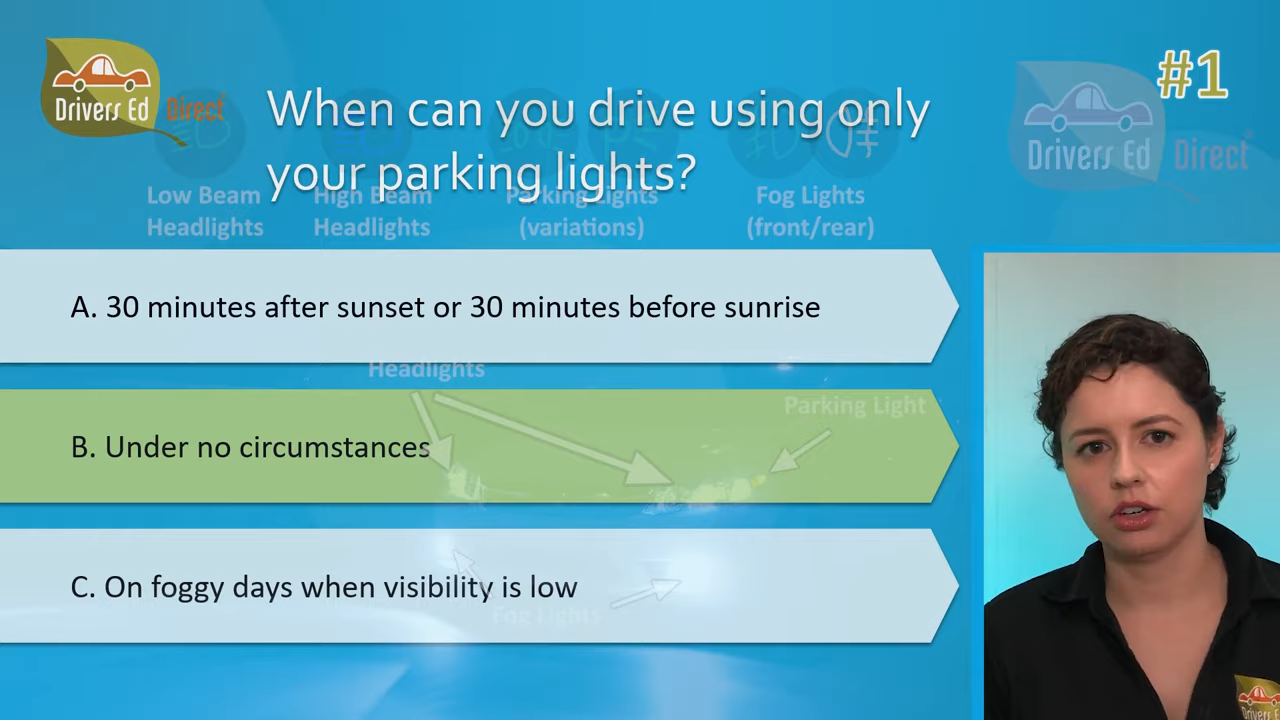 Drivers Ed Direct
#1
When can you drive using only
your parking lights?
Drivers Ed Direct
Low Beam
Headlights
High Beam
Headlights
Parking Lights
(variations)
Fog Lights
(front/rear)
A. 30 minutes after sunset or 30 minutes before sunrise
Headlights
Parking Light
B. Under no circumstances
C. On foggy days when visibility is low
Fog Lights
Drivers Ed